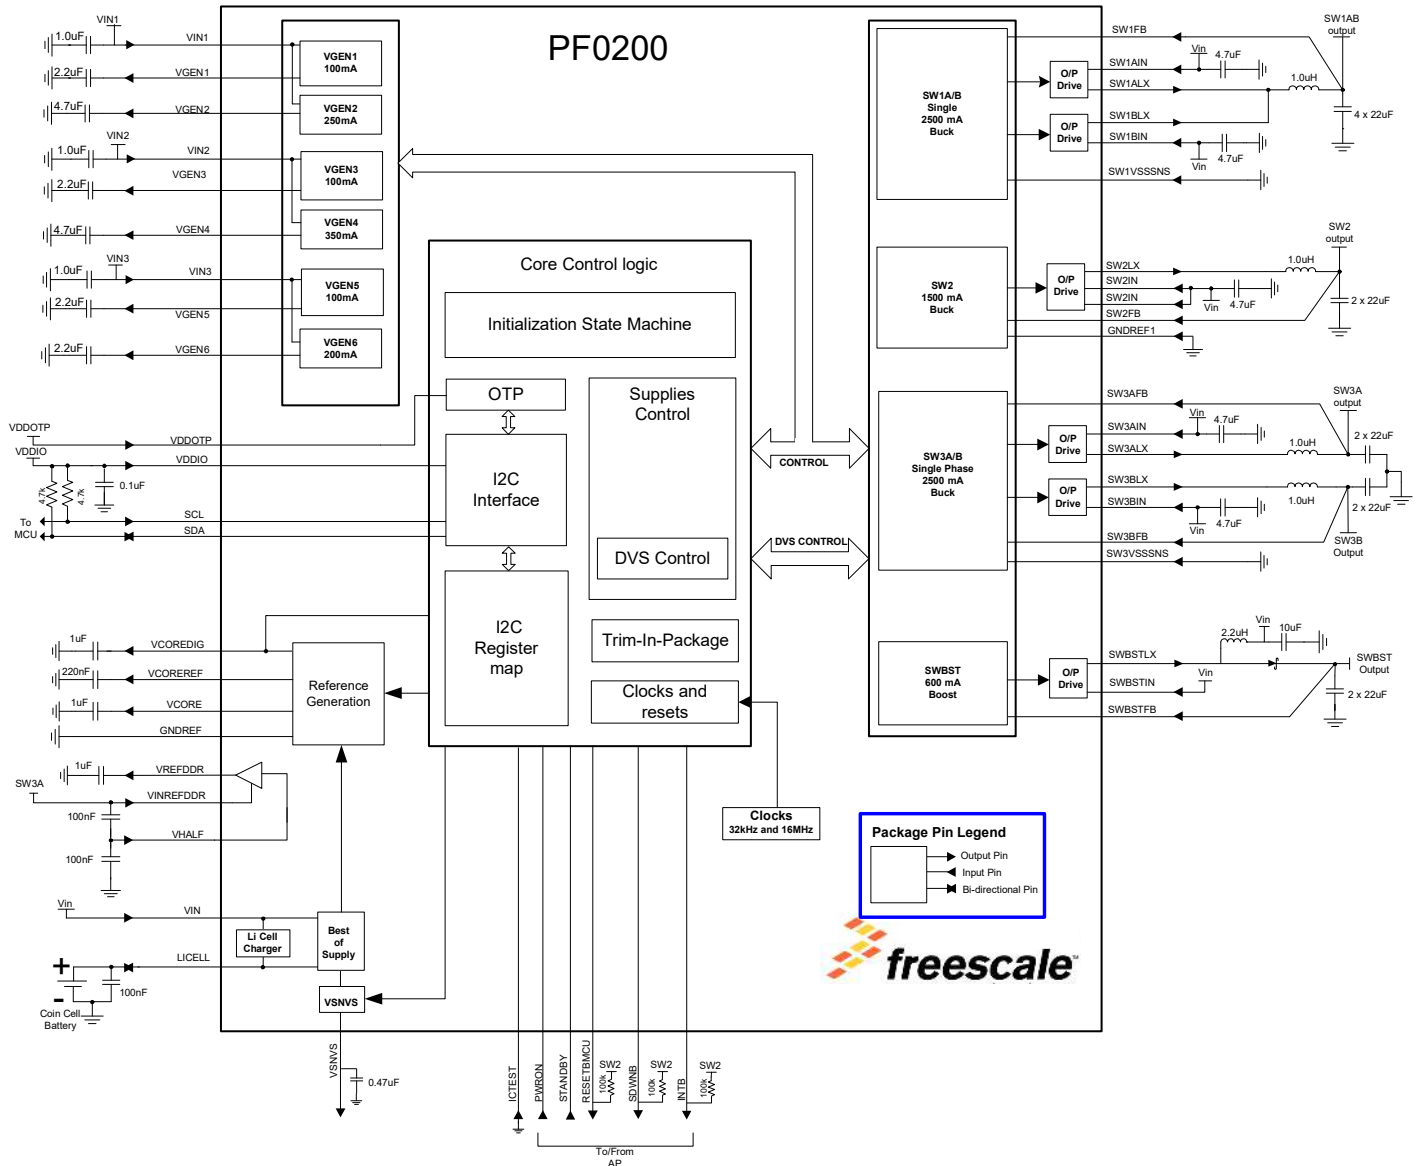 PF0200
VIN1
1.0uF
VIN1
VGEN1
100mA
2.2uF
VGEN1
4.7uF
VGEN2
VGEN2
250mA
VIN2
1.0uF
VIN2
VGEN3
VGEN3
100mA
2.2uF
4.7uF
VGEN4
VGEN4
350mA
VIN3
1.0uF
VIN3
VGEN5
100mA
2.2uF
VGEN5
2.2uF
VGEN6
VGEN6
200mA
VDDOTP
VDDOTP
VDDIO
VDDIO
4.7k
4.7k
0.1uF
To
MCU
SCL
SDA
Core Control logic
Initialization State Machine
OTP
I2C
Interface
I2C
Register
map
Supplies
Control
DVS Control
Trim-In-Package
Clocks and
resets
CONTROL
DVS CONTROL
1uF
VCOREDIG
220nF
VCOREREF
1uF
VCORE
GNDREF
Reference
Generation
1uF
VREFDDR
SW3A
VINREFDDR
100nF
VHALF
100nF
Vin
VIN
Li Cell
Charger
Best
of
Supply
LICELL
+
-
100nF
Coin Cell
Battery
VSNVS
VSNVS
0.47uF
ICTEST
PWRON
STANDBY
RESETBMCU
100k
SW2
SDWNB
100k
SW2
INTB
100k
SW2
To/From
AP
Clocks
32kHz and 16MHz
SW1A/B
Single
2500 mA
Buck
O/P
Drive
O/P
Drive
SW1FB
SW1AIN
Vin
4.7uF
SW1ALX
1.0uH
SW1AB
output
4 x 22uF
SW1BLX
SW1BIN
Vin
4.7uF
SW1VSSSNS
SW2
1500 mA
Buck
O/P
Drive
SW2LX
1.0uH
SW2
output
SW2IN
SW2IN
Vin
4.7uF
2 x 22uF
SW2FB
GNDREF1
SW3A/B
Single Phase
2500 mA
Buck
O/P
Drive
O/P
Drive
SW3AFB
SW3A
output
SW3AIN
Vin
4.7uF
SW3ALX
1.0uH
2 x 22uF
SW3BLX
1.0uH
2 x 22uF
SW3BIN
Vin
4.7uF
SW3BFB
SW3B
Output
SW3VSSSNS
SWBST
600 mA
Boost
O/P
Drive
SWBSTLX
2.2uH
Vin
10uF
SWBST
Output
SWBSTIN
Vin
2 x 22uF
SWBSTFB
Package Pin Legend
Output Pin
Input Pin
Bi-directional Pin
freescale™